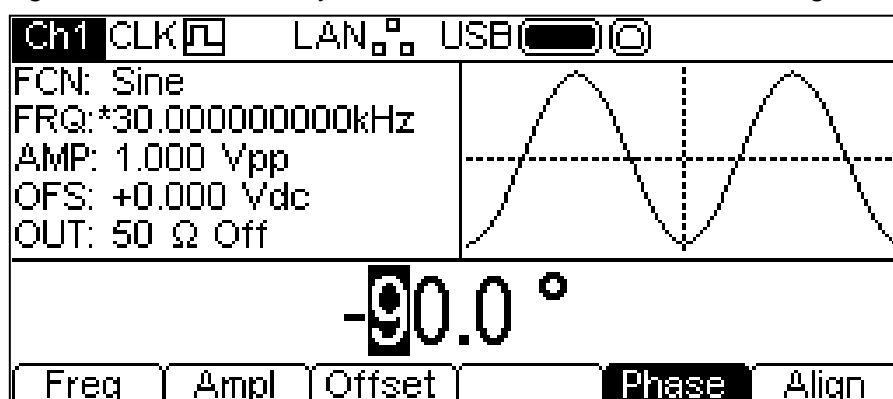 Ch1 CLK LAN USB
FCN: Sine
FRQ:*30.000000000kHz
AMP: 1.000 Vpp
OFS: +0.000 Vdc
OUT: 50 Ω Off
-90.0 °
Freq Ampl Offset Phase Align